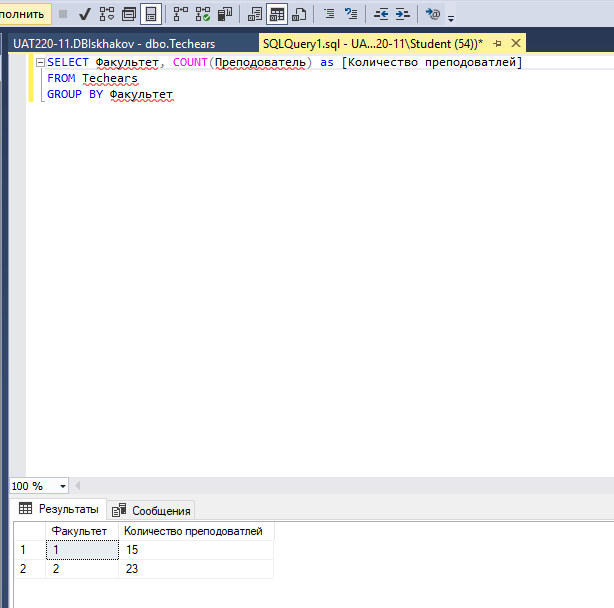 полнить
UAT220-11.DBIskhakov - dbo.Techears
SQLQuery1.sql - UA...20-11\Student (54))*
SELECT Факультет, COUNT(Преподователь) as [Количество преподоватлей]
FROM Techears
GROUP BY Факультет
100 %
Результаты
Сообщения
Факультет Количество преподоватлей
1 1 15
2 2 23